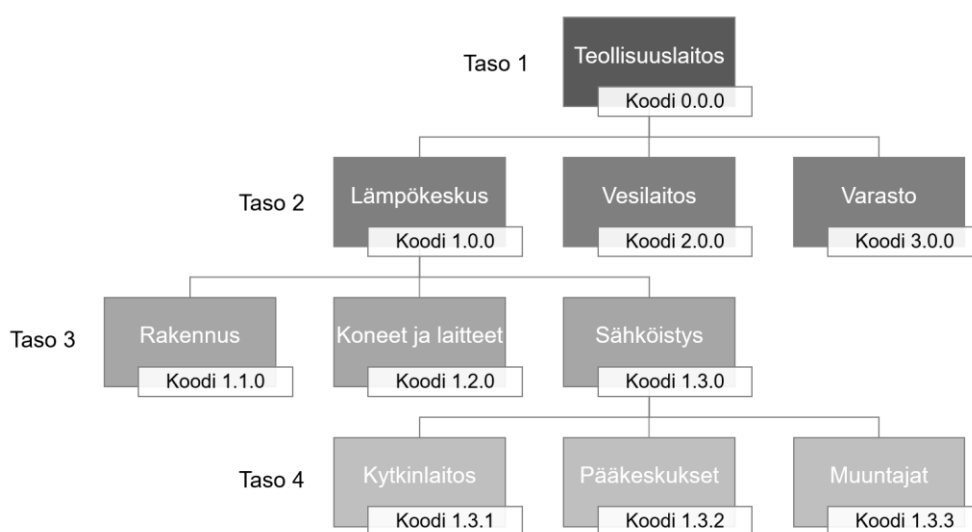 Taso 1
Teollisuuslaitos
Koodi 0.0.0
Taso 2
Lämpökeskus
Koodi 1.0.0
Vesilaitos
Koodi 2.0.0
Varasto
Koodi 3.0.0
Taso 3
Rakennus
Koodi 1.1.0
Koneet ja laitteet
Koodi 1.2.0
Sähköistys
Koodi 1.3.0
Taso 4
Kytkinlaitos
Koodi 1.3.1
Pääkeskukset
Koodi 1.3.2
Muuntajat
Koodi 1.3.3